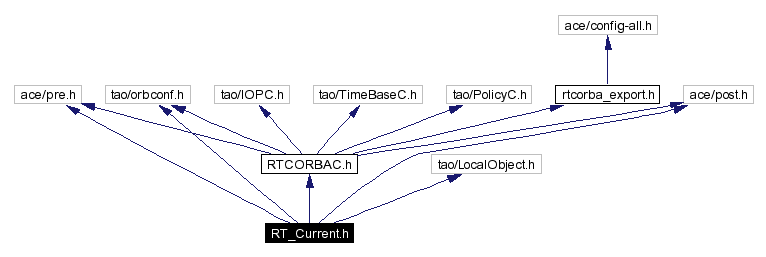 ace/config-all.h
ace/pre.h
tao/orbconf.h
tao/IOPC.h
tao/TimeBaseC.h
tao/PolicyC.h
rtcorba_export.h
ace/post.h
RTCORBAC.h
tao/LocalObject.h
RT_Current.h